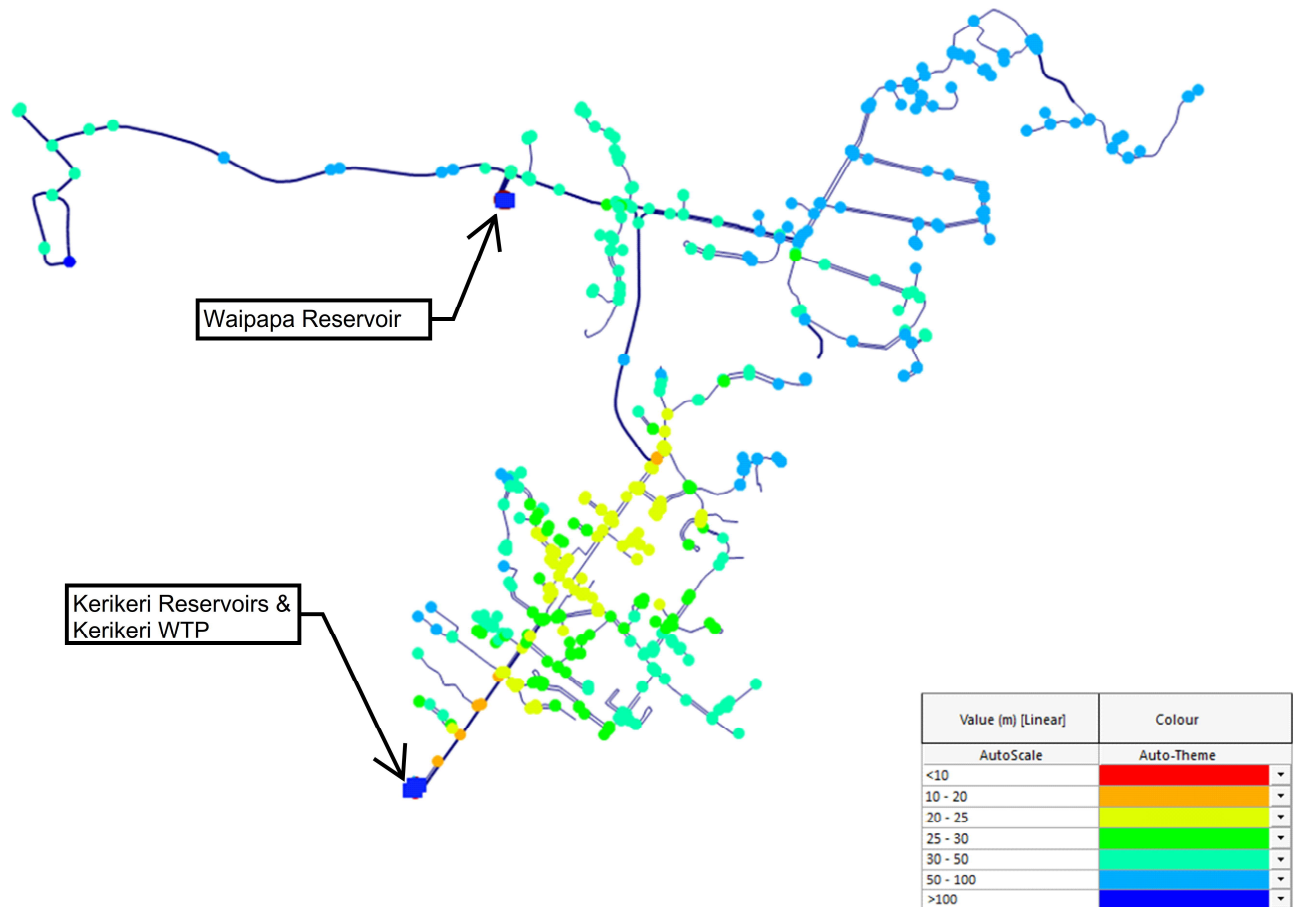 Waipapa Reservoir
Kerikeri Reservoirs &
Kerikeri WTP
Value (m) [Linear] Colour
AutoScale Auto-Theme
<10
10 - 20
20 - 25
25 - 30
30 - 50
50 - 100
>100